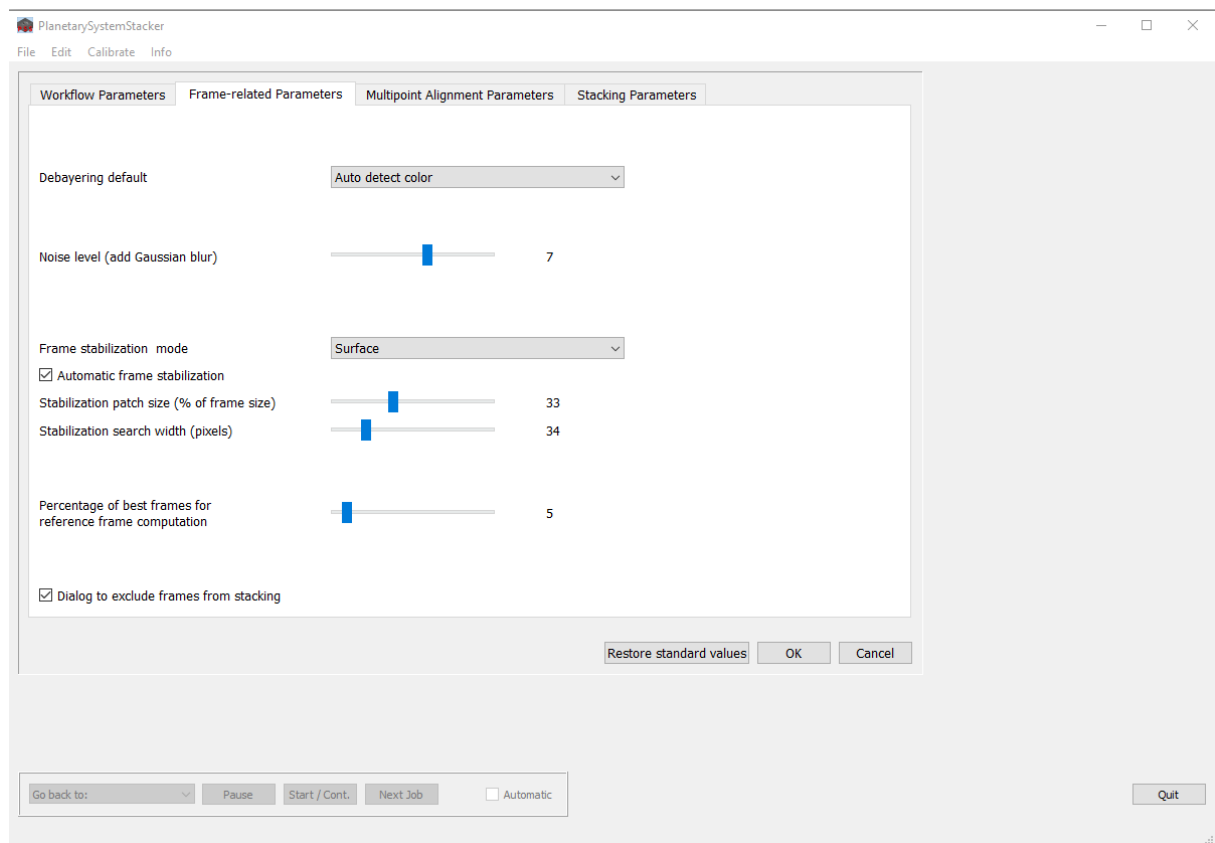 PlanetarySystemStacker
File Edit Calibrate Info
Workflow Parameters Frame-related Parameters Multipoint Alignment Parameters Stacking Parameters
Debayering default Auto detect color
Noise level (add Gaussian blur) 7
Frame stabilization mode Surface
Automatic frame stabilization
Stabilization patch size (% of frame size) 33
Stabilization search width (pixels) 34
Percentage of best frames for
reference frame computation 5
Dialog to exclude frames from stacking
Restore standard values OK Cancel
Go back to: Pause Start / Cont. Next Job Automatic Quit